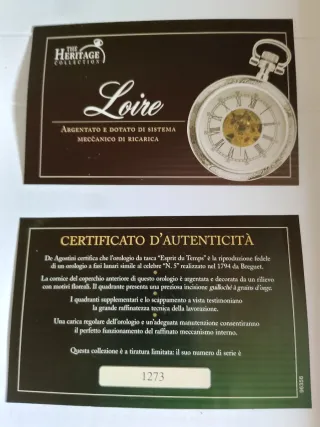 THE
HERITAGE
COLLECTION
Loire
ARGENTATO E DOTATO DI SISTEMA
MECCANICO DI RICARICA
CERTIFICATO D'AUTENTICITÀ
De Agostini certifica che l'orologio da tasca "Esprit du Temps" è la riproduzione fedele
di un orologio a fasi lunari simile al celebre "N. 5" realizzato nel 1794 da Breguet.
La cornice del coperchio anteriore di questo orologio è argentata e decorata da un rilievo
con motivi floreali. Il quadrante presenta una preziosa incisione guilloché à grains d'orge.
I quadranti supplementari e lo scappamento a vista testimoniano
la grande raffinatezza tecnica della lavorazione.
Una carica regolare dell'orologio e un'adeguata manutenzione consentiranno
il perfetto funzionamento del raffinato meccanismo interno.
Questa collezione è a tiratura limitata: il suo numero di serie è
1273